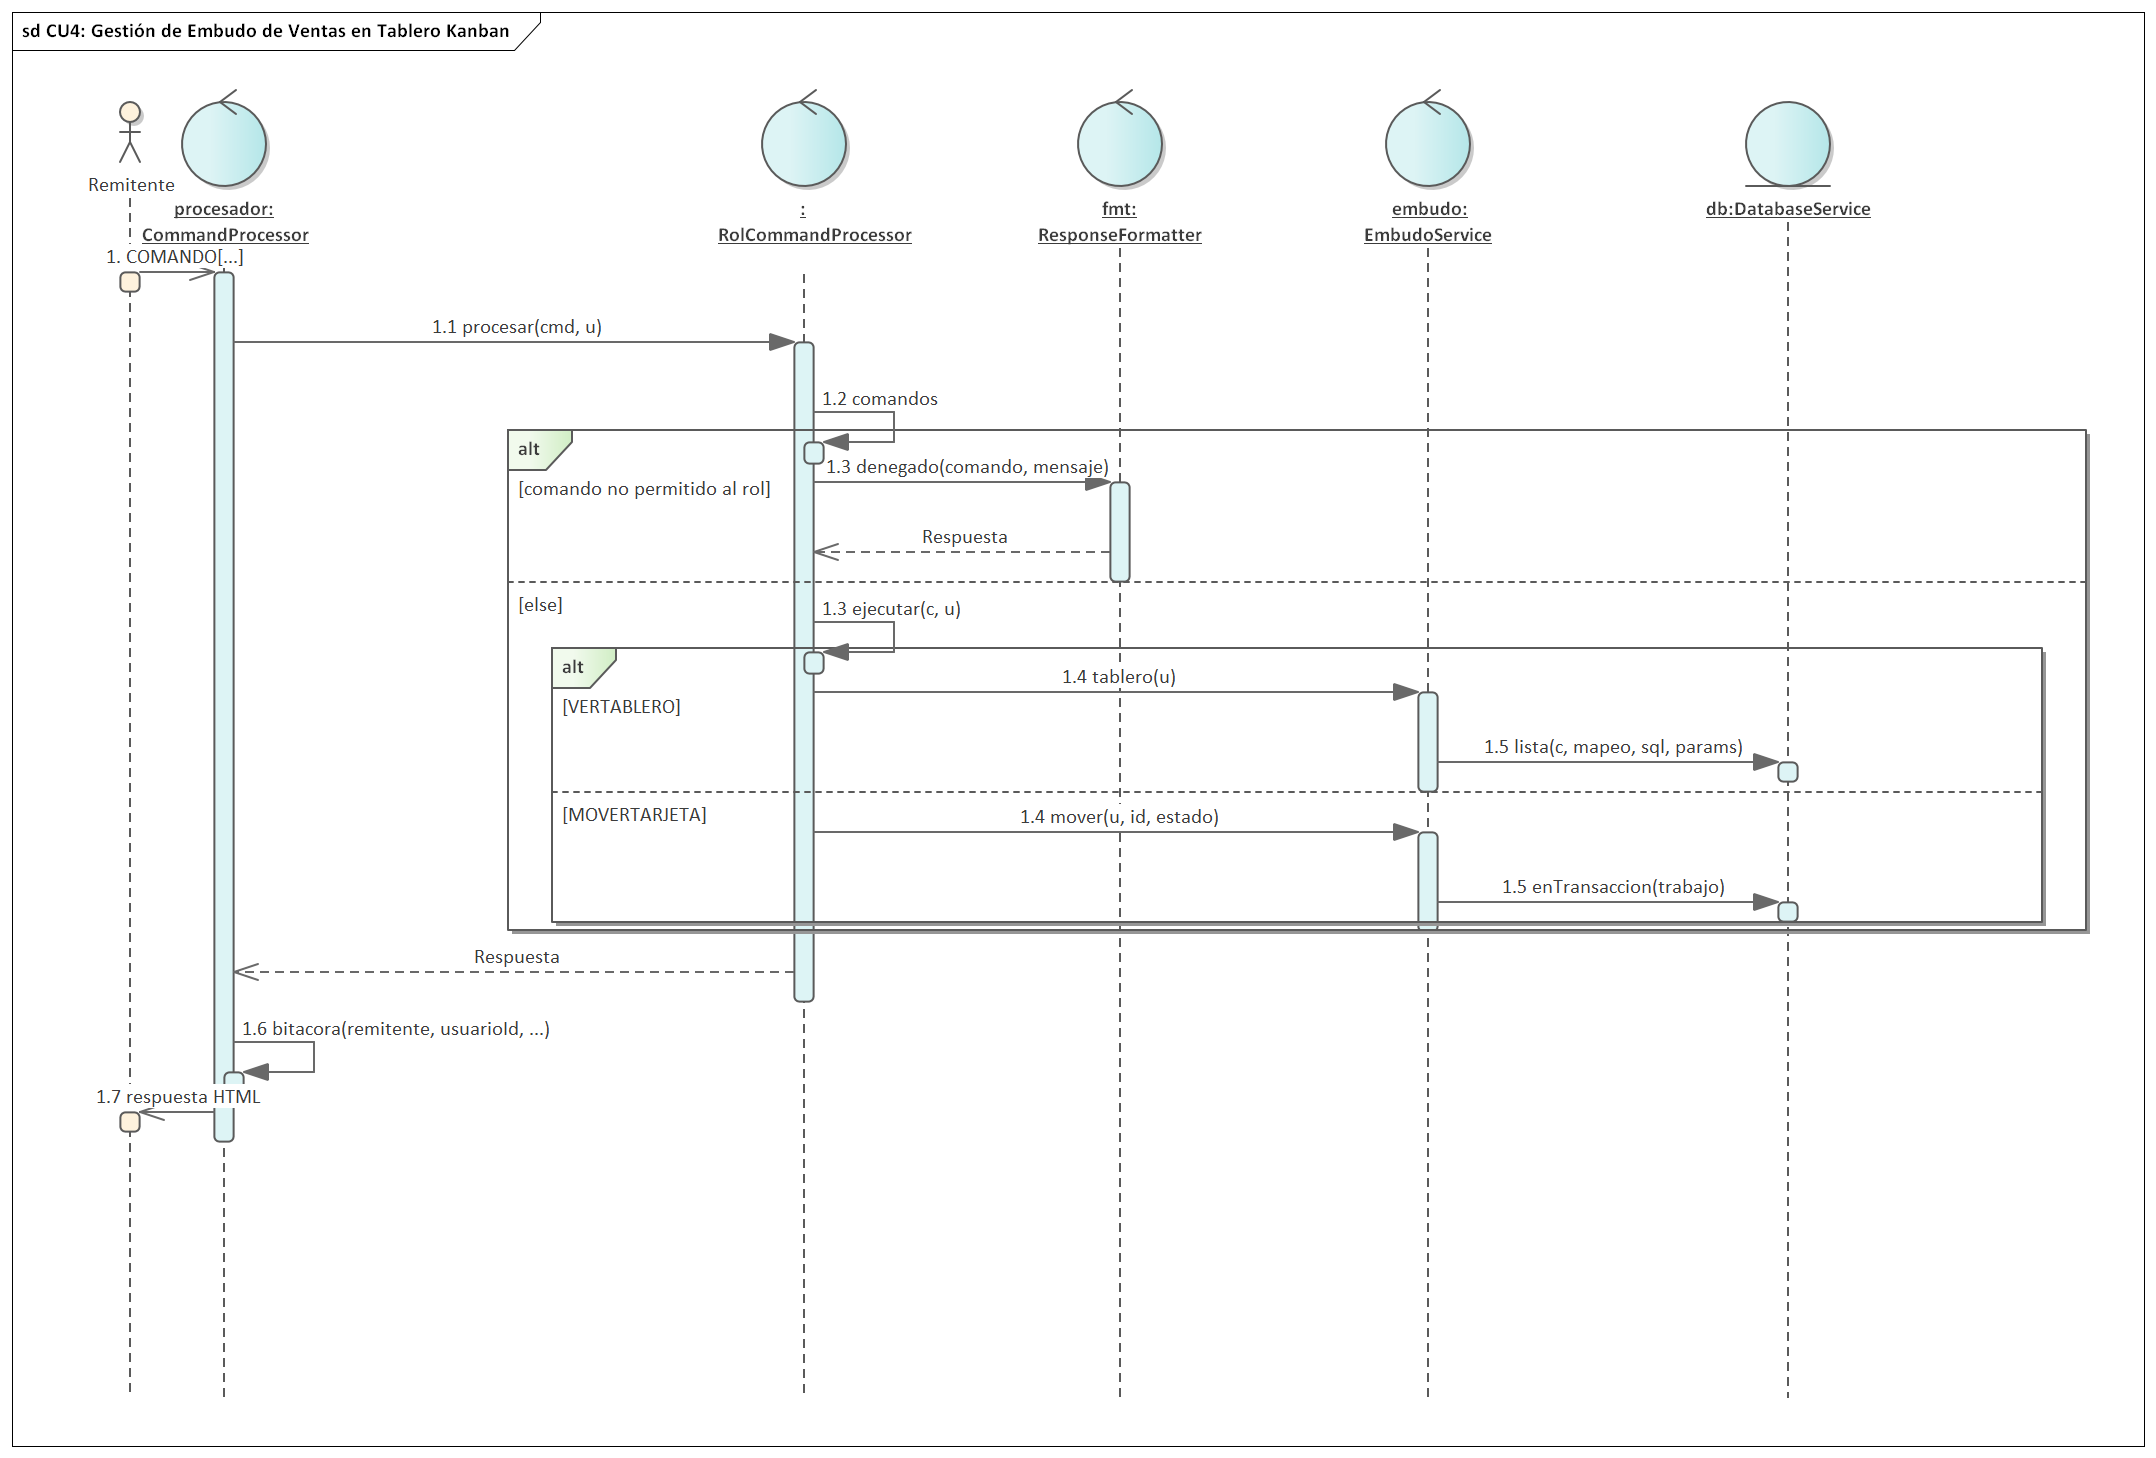 sd CU4: Gestión de Embudo de Ventas en Tablero Kanban
Remitente
procesador:
CommandProcessor
:
RolCommandProcessor
fmt:
ResponseFormatter
embudo:
EmbudoService
db:DatabaseService
1. COMANDO[...]
1.1 procesar(cmd, u)
1.2 comandos
alt
1.3 denegado(comando, mensaje)
[comando no permitido al rol]
Respuesta
[else]
1.3 ejecutar(c, u)
alt
1.4 tablero(u)
[VERTABLERO]
1.5 lista(c, mapeo, sql, params)
[MOVERTARJETA]
1.4 mover(u, id, estado)
1.5 enTransaccion(trabajo)
Respuesta
1.6 bitacora(remitente, usuarioId, ...)
1.7 respuesta HTML